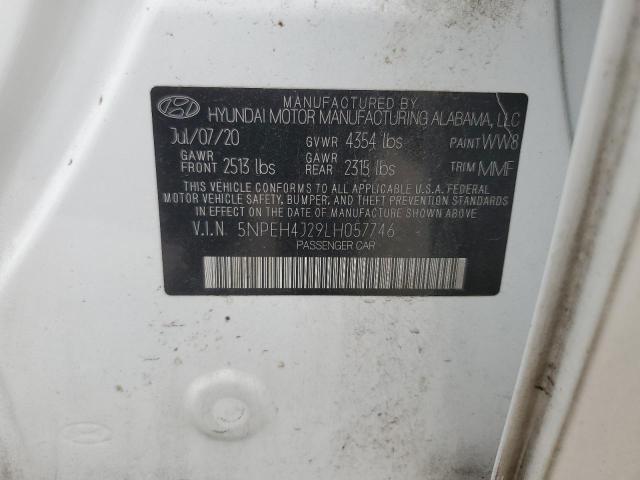 MANUFACTURED BY
HYUNDAI MOTOR MANUFACTURING ALABAMA, LLC
Jul/07/20 GVWR 4354 lbs PAINT WW8
GAWR FRONT 2513 lbs GAWR REAR 2315 lbs TRIM MMF
THIS VEHICLE CONFORMS TO ALL APPLICABLE U.S.A. FEDERAL
MOTOR VEHICLE SAFETY, BUMPER, AND THEFT PREVENTION STANDARDS
IN EFFECT ON THE DATE OF MANUFACTURE SHOWN ABOVE.
V.I.N. 5NPEH4J29LH057746
PASSENGER CAR